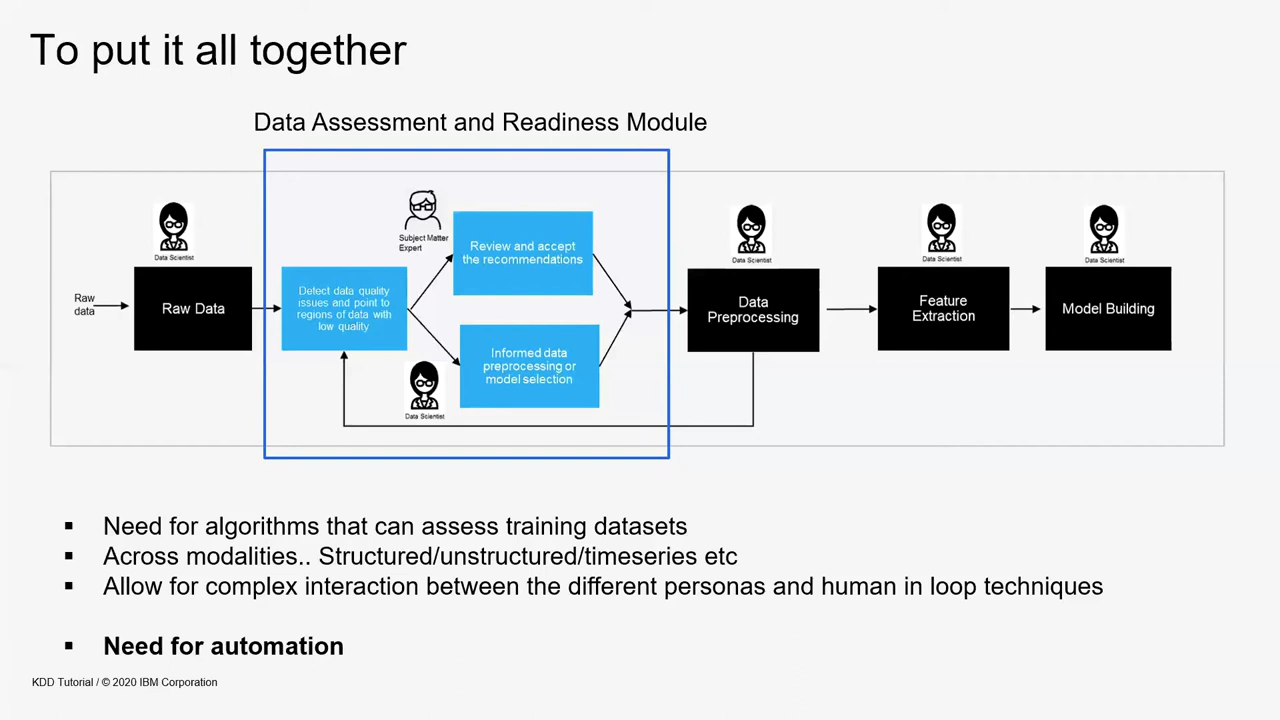 To put it all together
Data Assessment and Readiness Module
Raw
data
Data Scientist
Raw Data
Detect data quality
issues and point to
regions of data with
low quality
Subject Matter
Expert
Review and accept
the recommendations
Data Scientist
Informed data
preprocessing or
model selection
Data Scientist
Data
Preprocessing
Data Scientist
Feature
Extraction
Data Scientist
Model Building
▪ Need for algorithms that can assess training datasets
▪ Across modalities.. Structured/unstructured/timeseries etc
▪ Allow for complex interaction between the different personas and human in loop techniques
▪ Need for automation
KDD Tutorial / © 2020 IBM Corporation